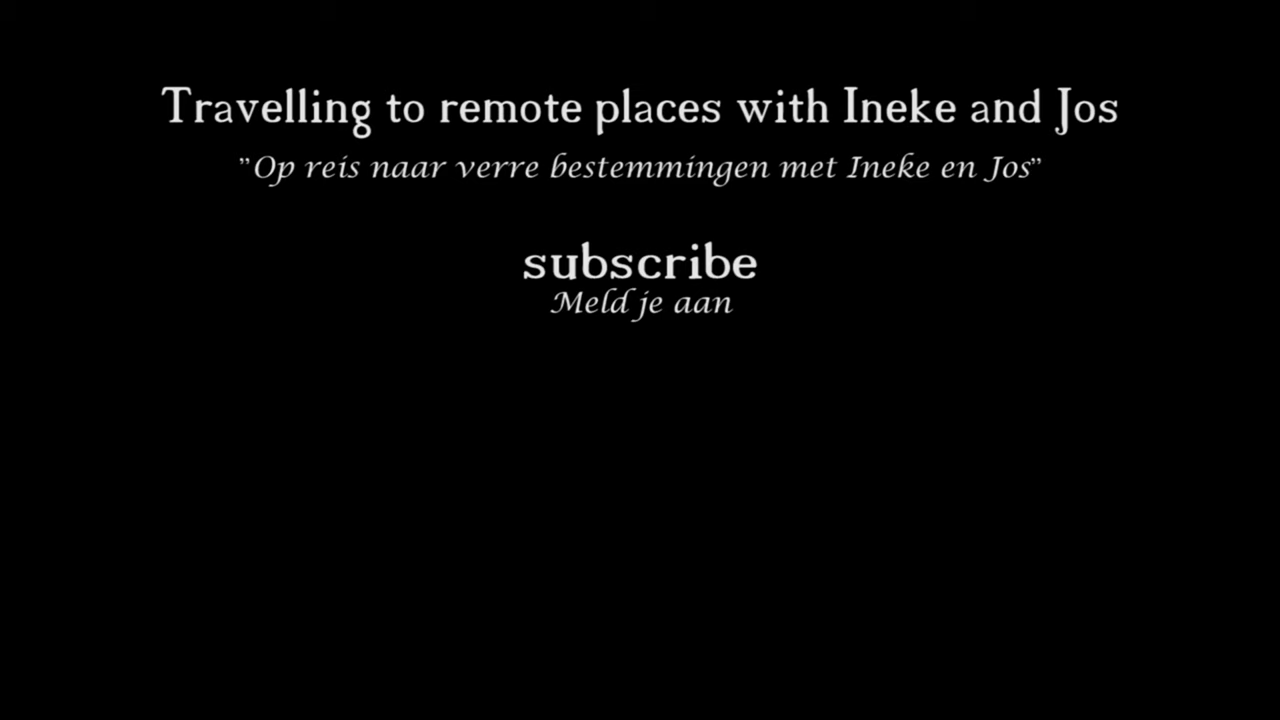 Travelling to remote places with Ineke and Jos
"Op reis naar verre bestemmingen met Ineke en Jos"
subscribe
Meld je aan